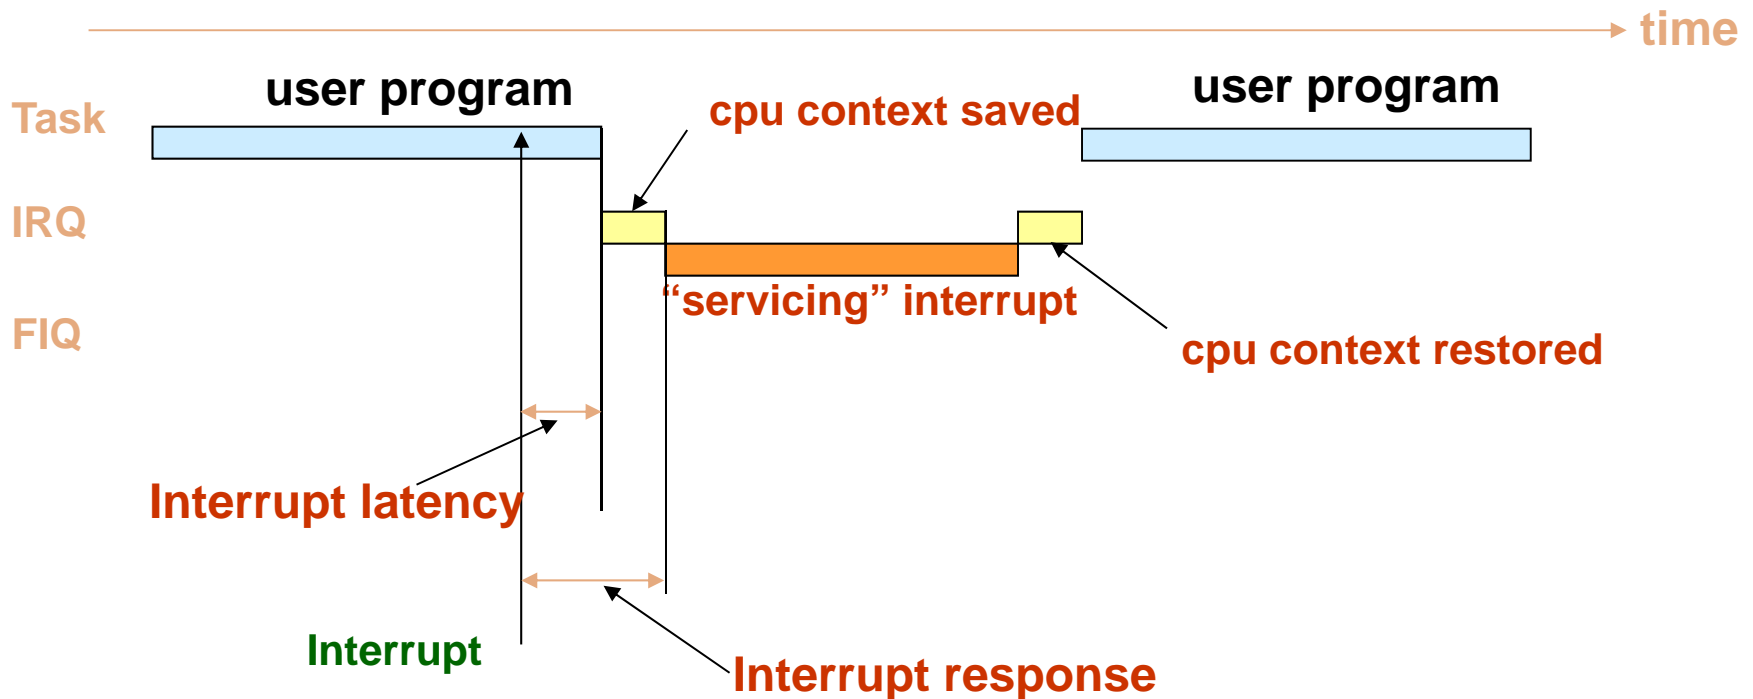 time
user program
user program
Task
cpu context saved
IRQ
“servicing” interrupt
FIQ
cpu context restored
Interrupt latency
Interrupt
Interrupt response